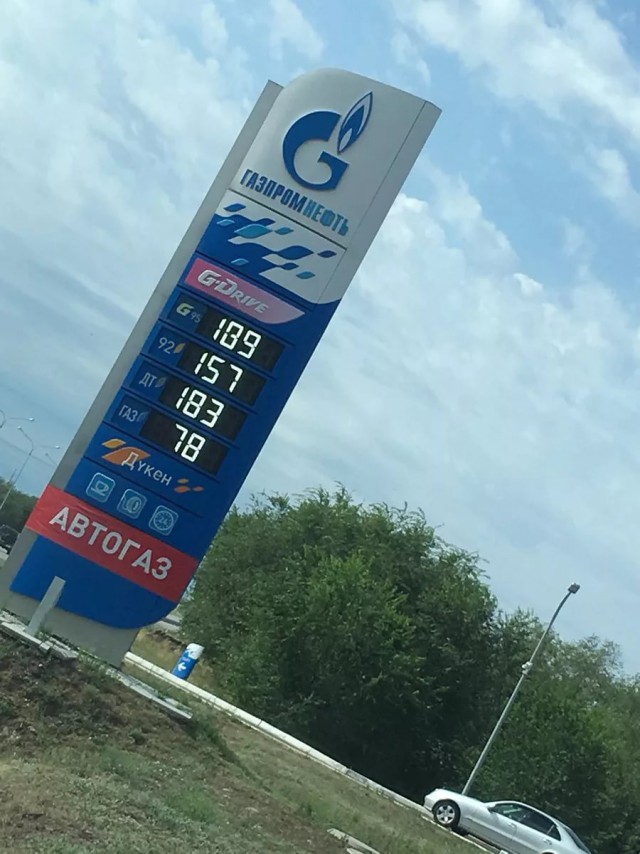 ГАЗПРОМНЕФТЬ
G-DRIVE
G 95 189
92 157
ДТ 183
ГАЗ 78
Дүкен
АВТОГАЗ